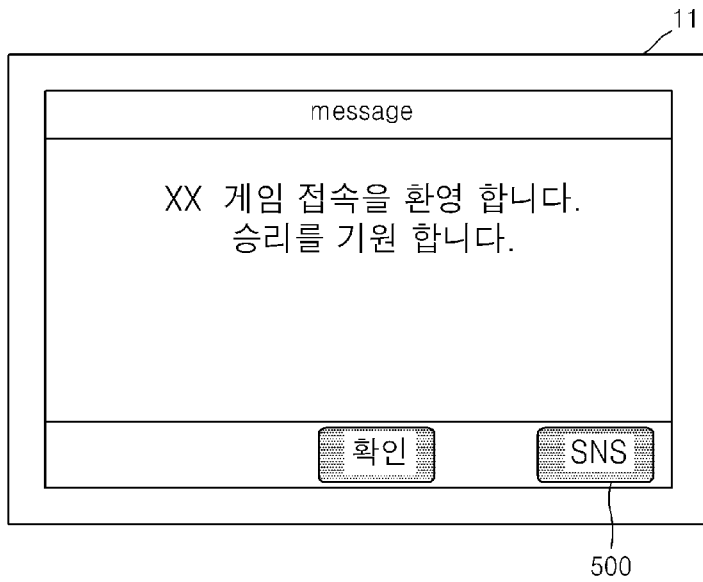 11
message
XX 게임 접속을 환영 합니다.
승리를 기원 합니다.
확인
SNS
500